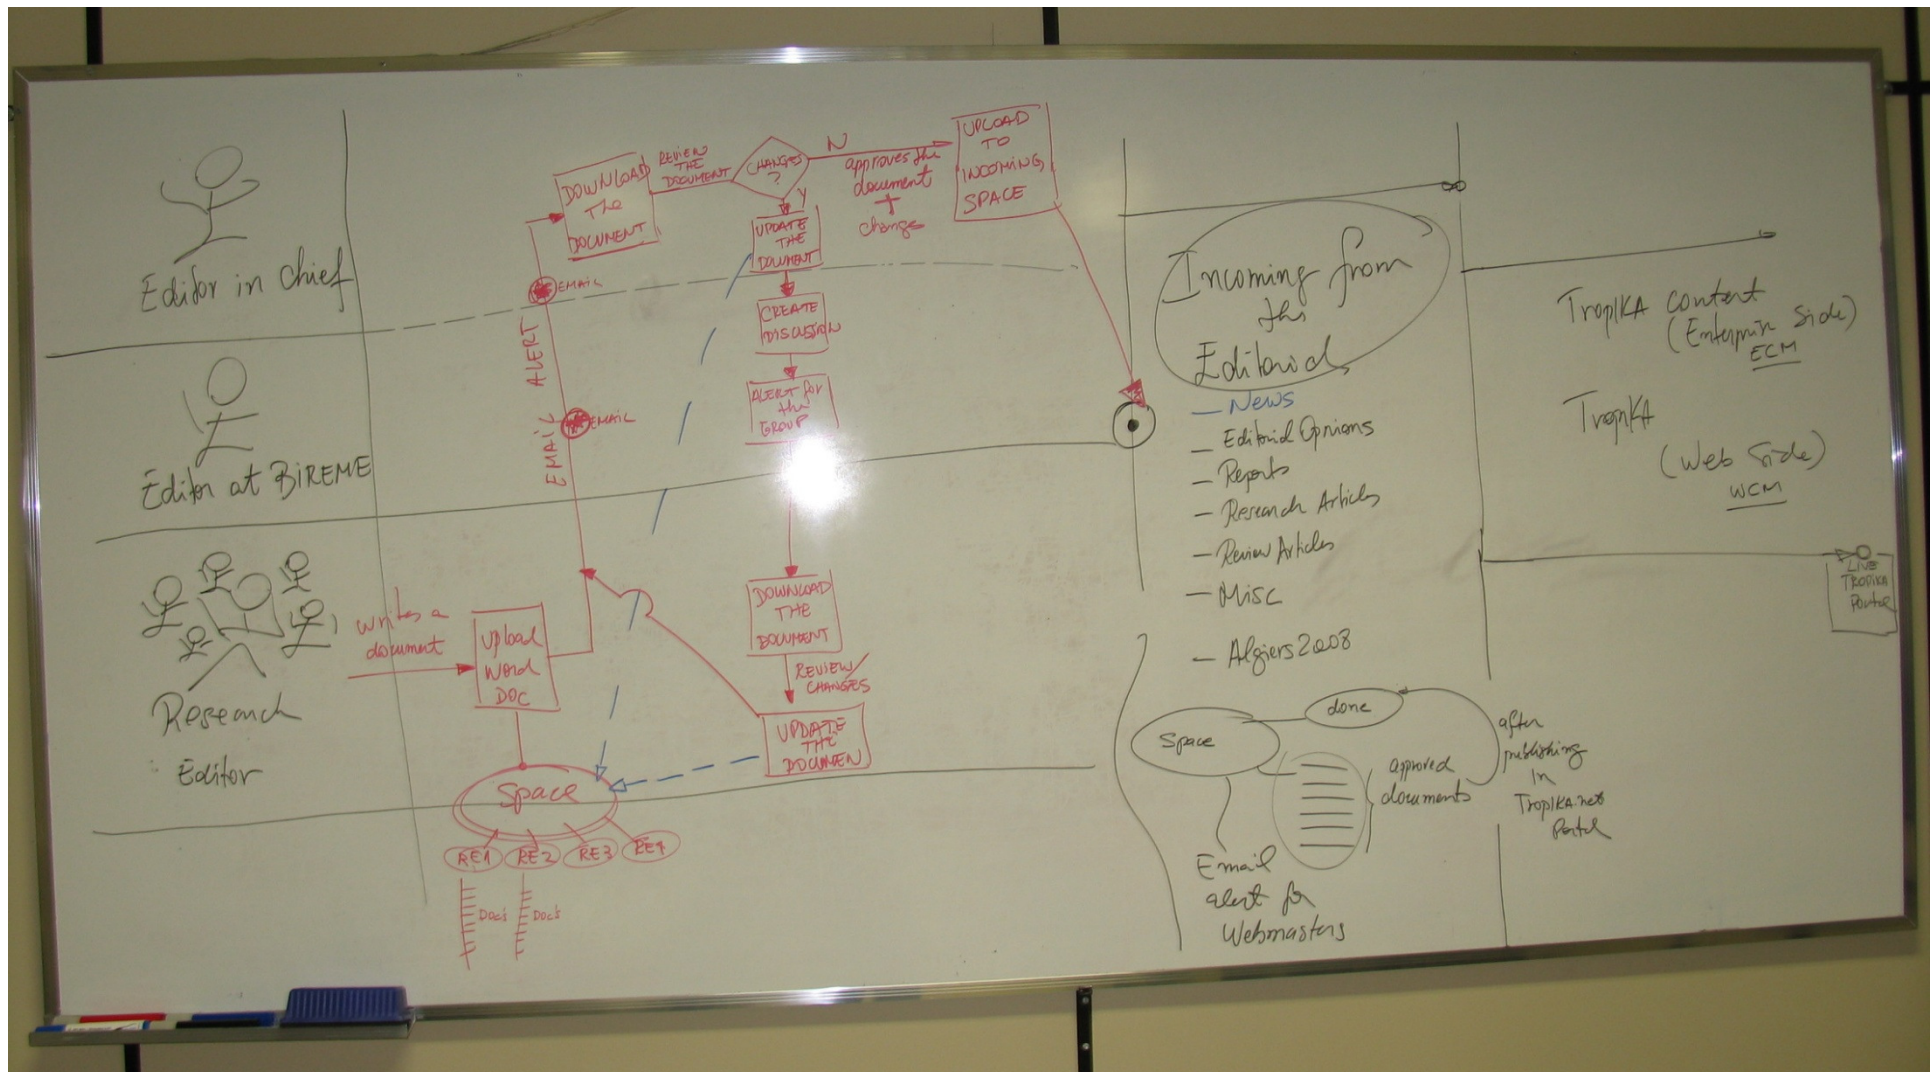 Editor in chief
Editor at BIREME
Research
Editor
writes a
document
Upload
Word
DOC
Space
RE1
RE2
RE3
RE4
Docs
Docs
EMAIL ALERT
EMAIL
EMAIL
DOWNLOAD
The
DOCUMENT
REVIEW
THE
DOCUMENT
CHANGES
?
N
Y
approves the
document
+
change
UPLOAD
TO
INCOMING
SPACE
UPDATE
THE
DOCUMENT
CREATE
DISCUSSION
ALERT for
the
GROUP
DOWNLOAD
THE
DOCUMENT
REVIEW/
CHANGES
UPDATE
THE
DOCUMEN
Incoming from
the
Editorial
— News
— Editorial Opnions
— Reports
— Research Articles
— Review Articles
— Misc
— Algiers 2008
Space
done
approved
documents
after
publishing
in
TropIKA.net
Portal
Email
alert for
Webmasters
TropIKA content
(Enterprise Side)
ECM
TropIKA
(Web Side)
WCM
LIVE
TROPIKA
Portal